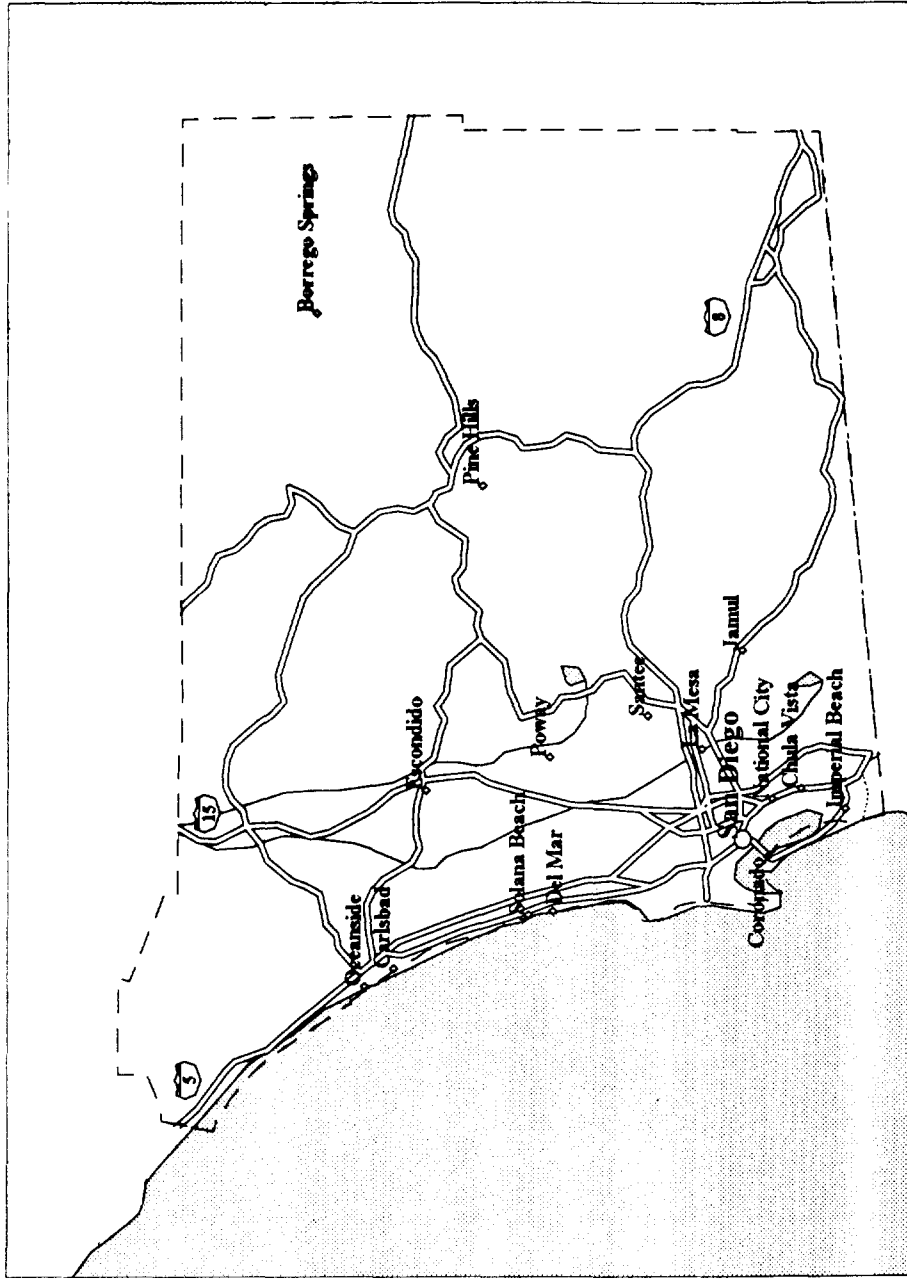 Borrego Springs
8
Pine Hills
15
Escondido
Poway
Santee
La Mesa
Jamul
San Diego
National City
Chula Vista
Imperial Beach
Solana Beach
Del Mar
Coronado
Oceanside
Carlsbad
5